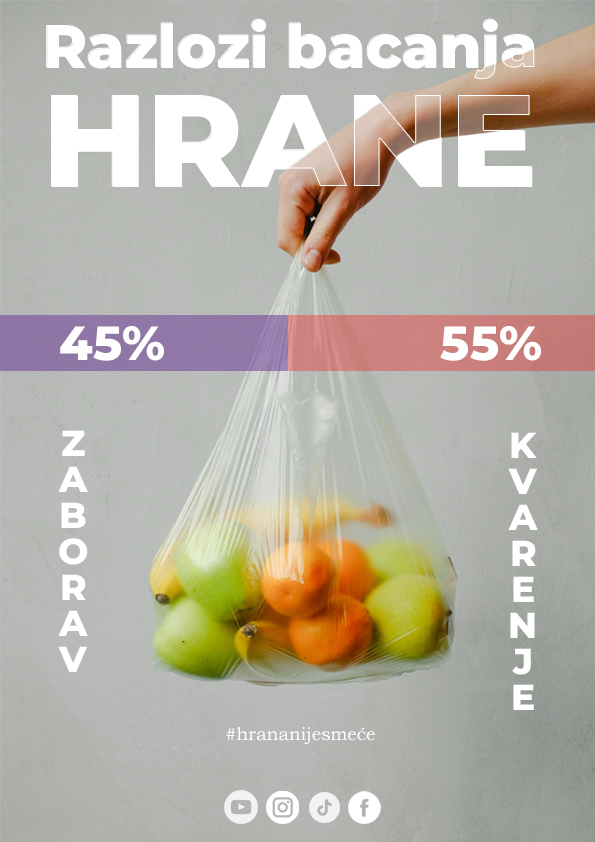 Razlozi bacanja
HRANE
45%
55%
ZABORAV
KVARENJE
#hrananijesmeće